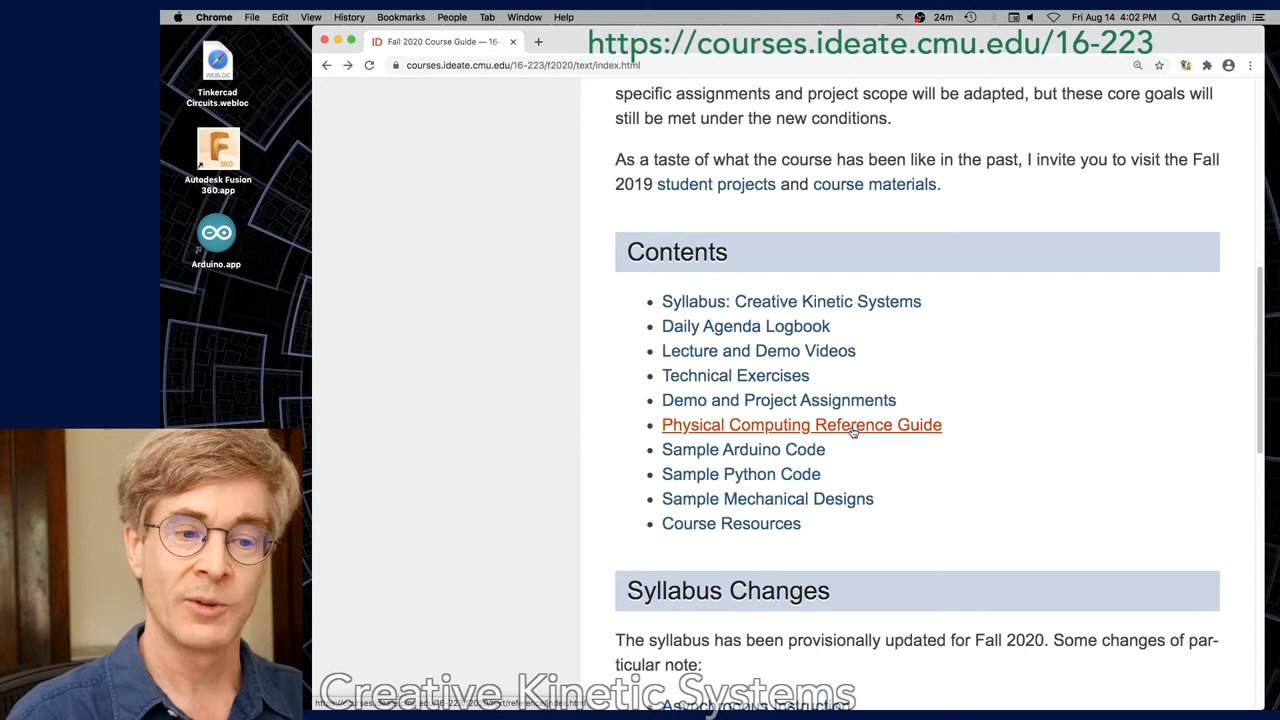 Chrome File Edit View History Bookmarks People Tab Window Help 24m Fri Aug 14 4:02 PM Garth Zeglin
Fall 2020 Course Guide — 16-
https://courses.ideate.cmu.edu/16-223
courses.ideate.cmu.edu/16-223/f2020/text/index.html
WEBLOC
Tinkercad
Circuits.webloc
360
Autodesk Fusion
360.app
Arduino.app
specific assignments and project scope will be adapted, but these core goals will
still be met under the new conditions.
As a taste of what the course has been like in the past, I invite you to visit the Fall
2019 student projects and course materials.
Contents
Syllabus: Creative Kinetic Systems
Daily Agenda Logbook
Lecture and Demo Videos
Technical Exercises
Demo and Project Assignments
Physical Computing Reference Guide
Sample Arduino Code
Sample Python Code
Sample Mechanical Designs
Course Resources
Syllabus Changes
The syllabus has been provisionally updated for Fall 2020. Some changes of par-
ticular note:
Creative Kinetic Systems